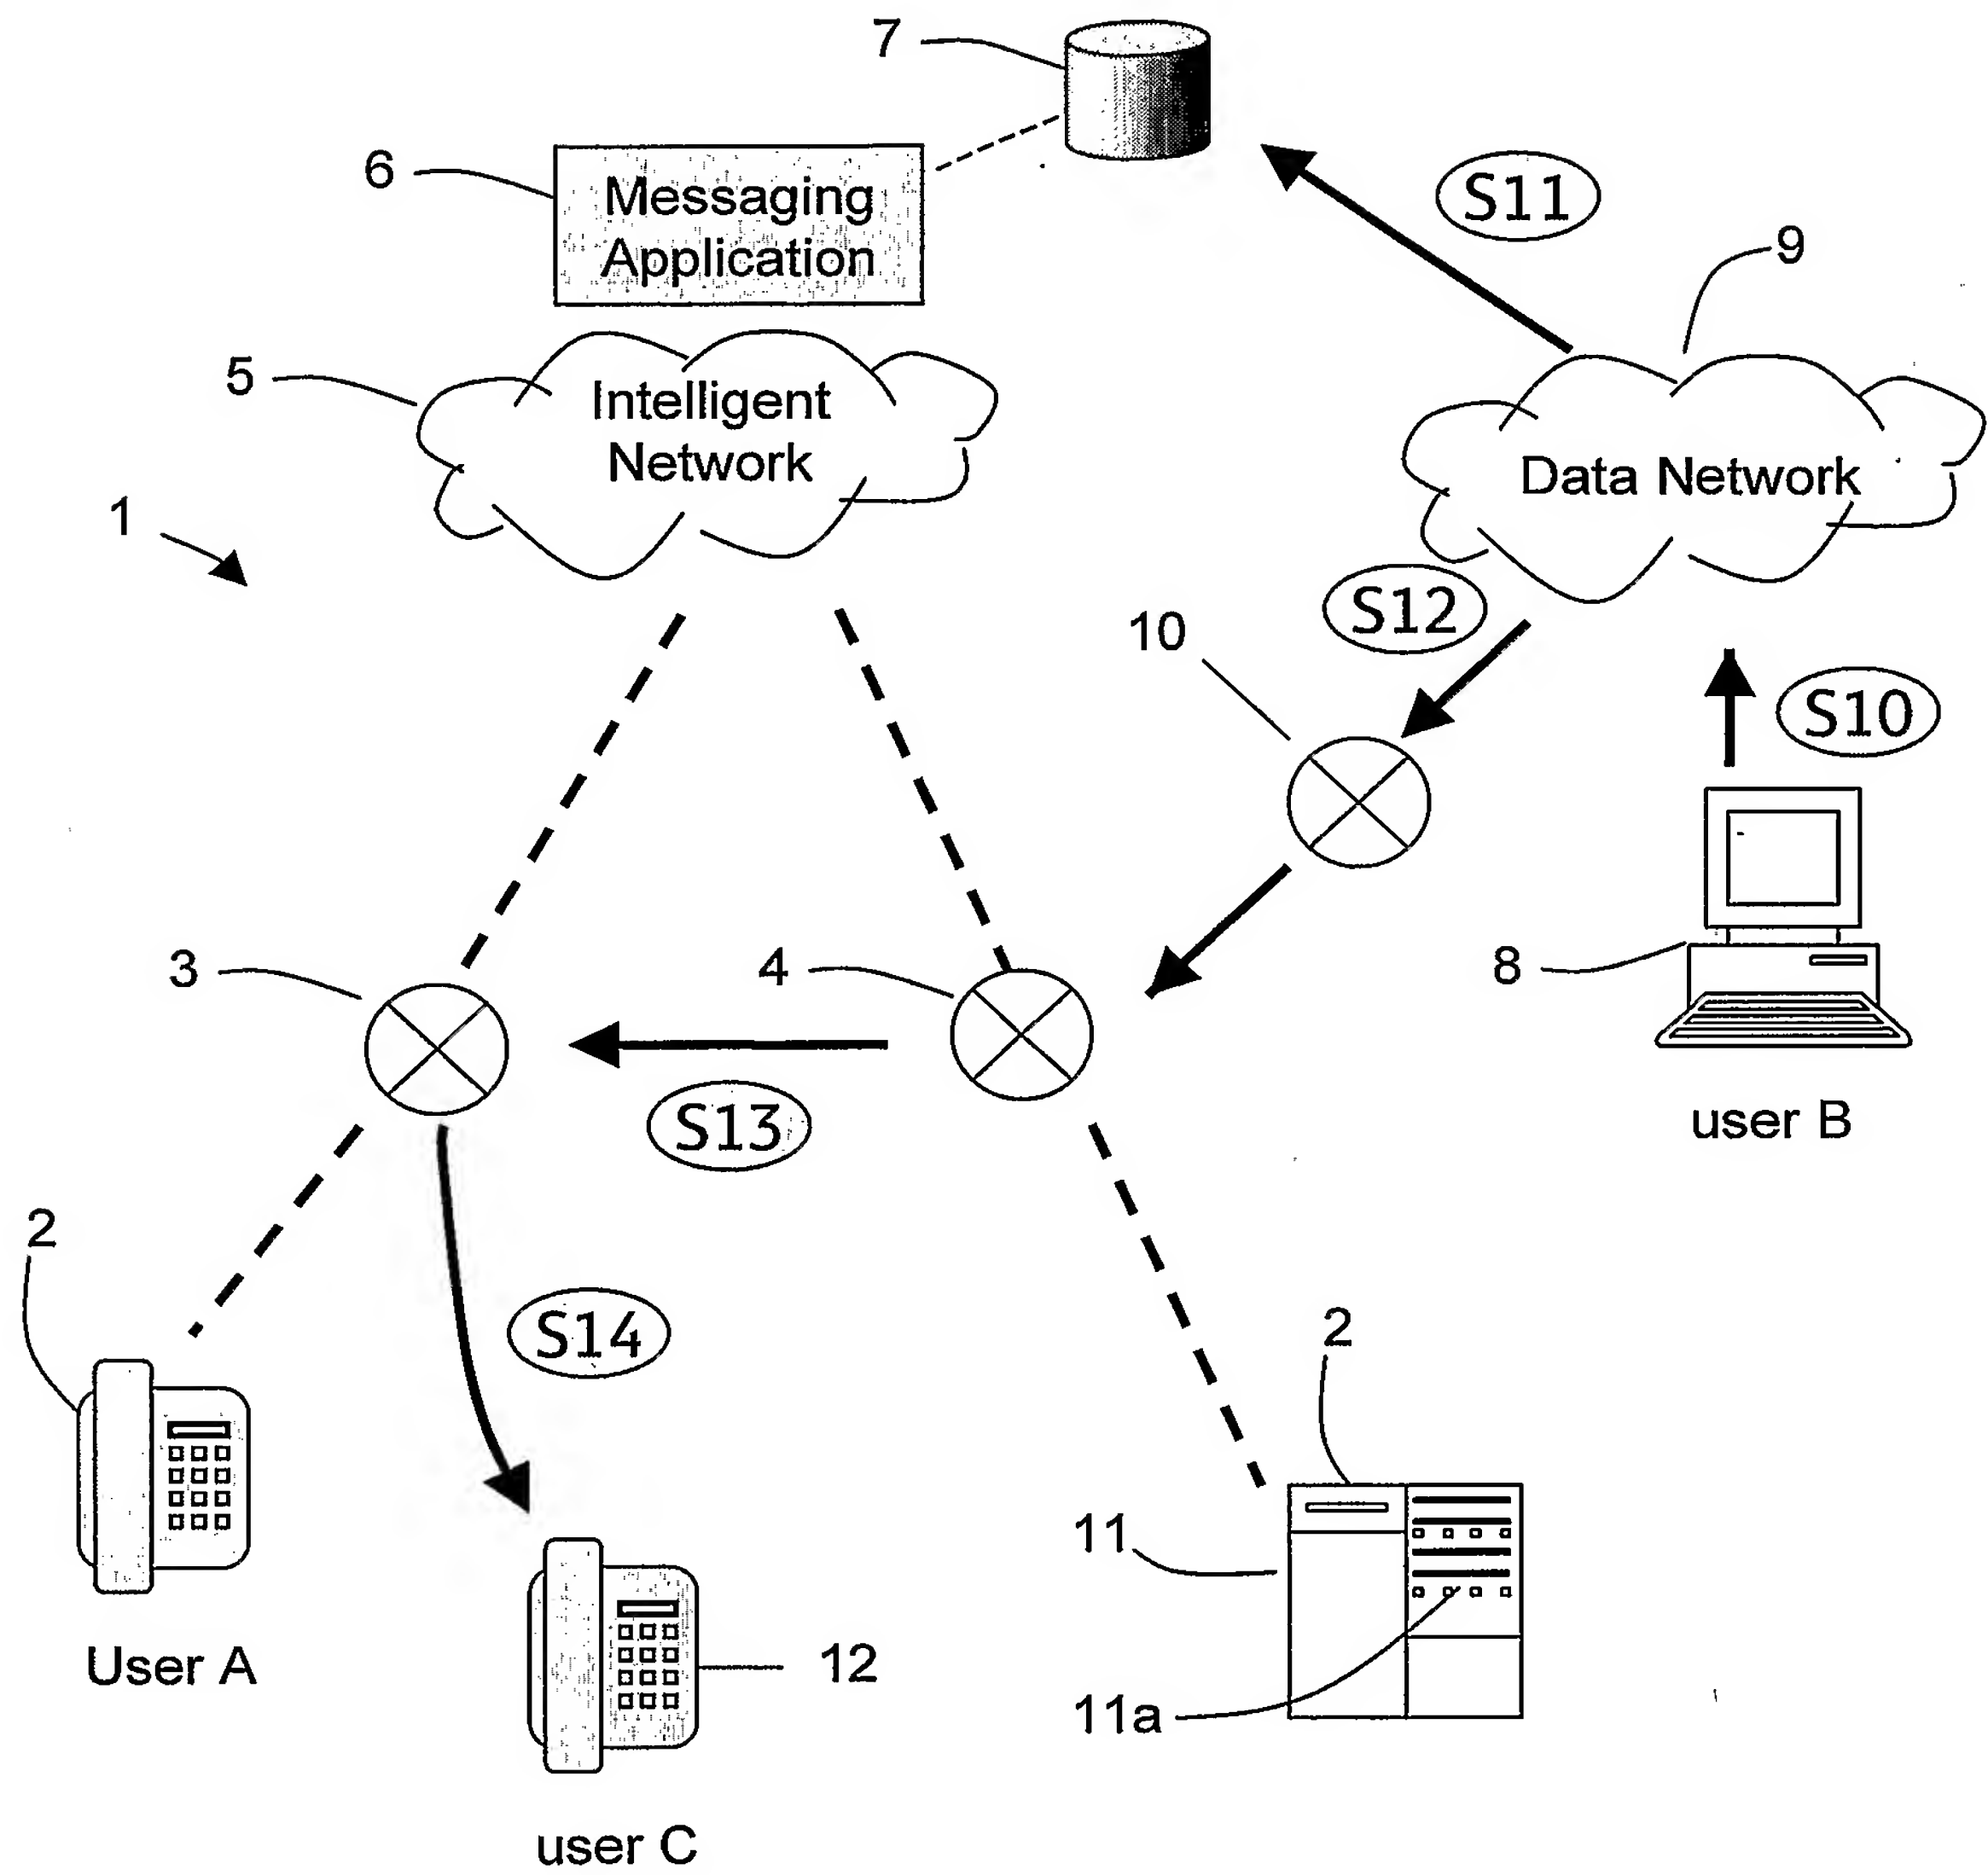 7
6
Messaging
Application
S11
9
5
Intelligent
Network
Data Network
1
S12
10
S10
3
4
8
S13
user B
2
S14
2
11
User A
12
11a
user C